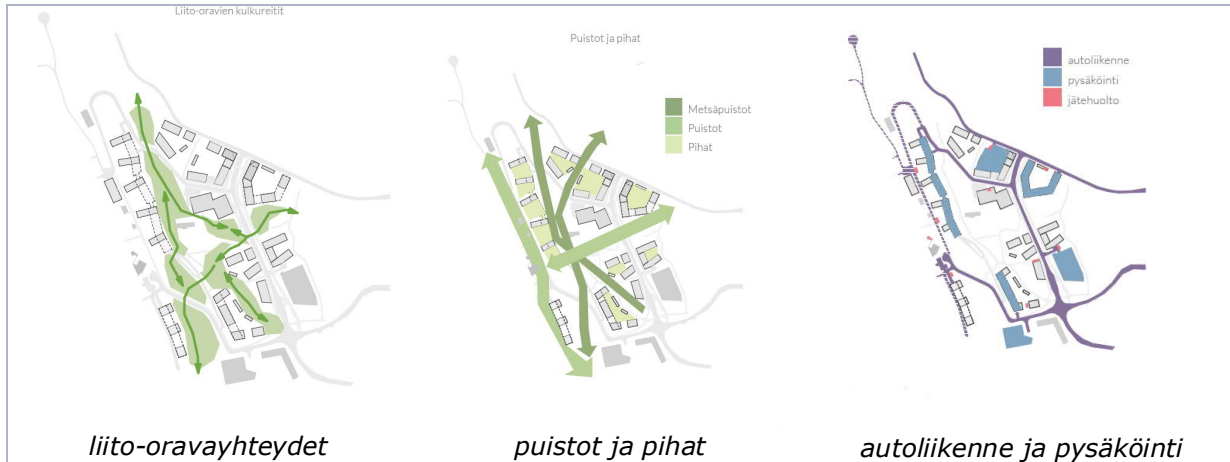 Liito-oravien kulkureitit
Puistot ja pihat
Metsäpuistot
Puistot
Pihat
autoliikenne
pysäköinti
jätehuolto
liito-oravayhteydet
puistot ja pihat
autoliikenne ja pysäköinti